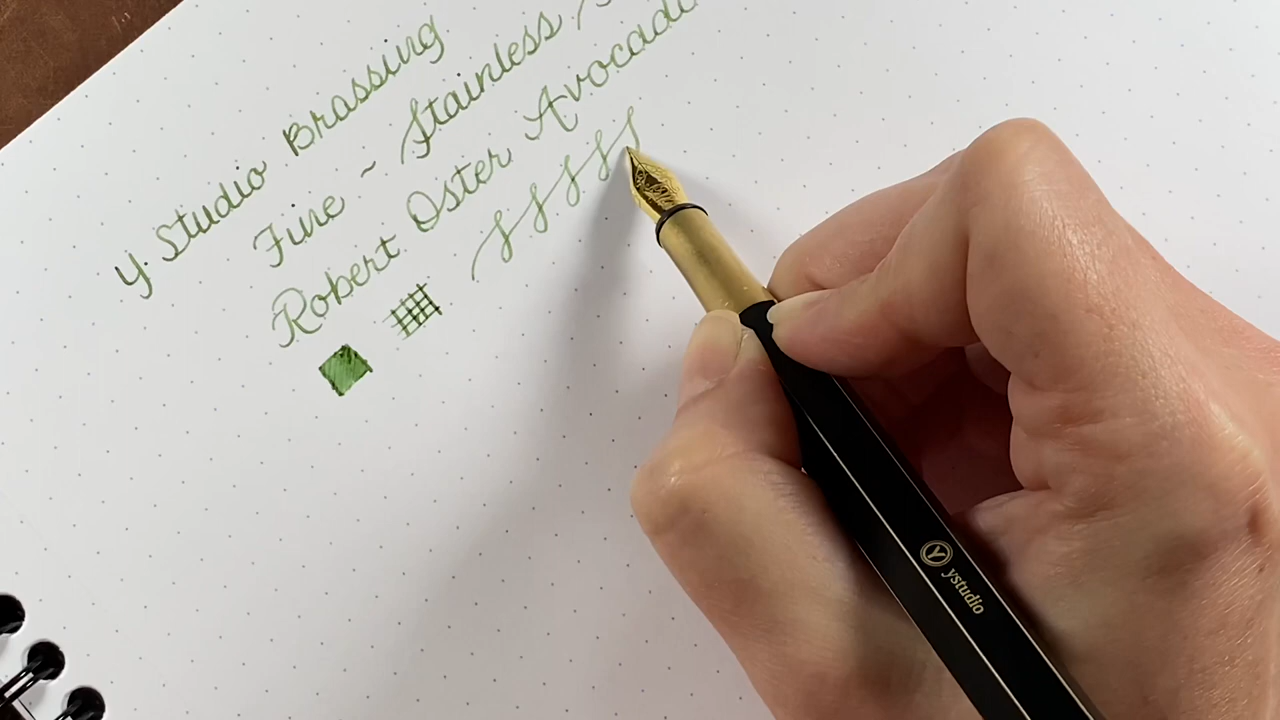 y. Studio Brassing
Fine ~ Stainless
Robert Oster Avocado
ystudio